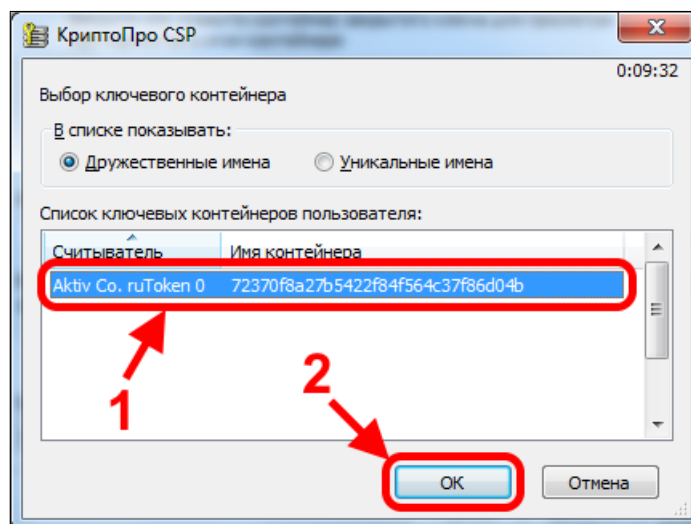 КриптоПро CSP
0:09:32
Выбор ключевого контейнера
В списке показывать:
Дружественные имена Уникальные имена
Список ключевых контейнеров пользователя:
Считыватель Имя контейнера
Aktiv Co. ruToken 0 72370f8a27b5422f84f564c37f86d04b
1
2
ОК Отмена